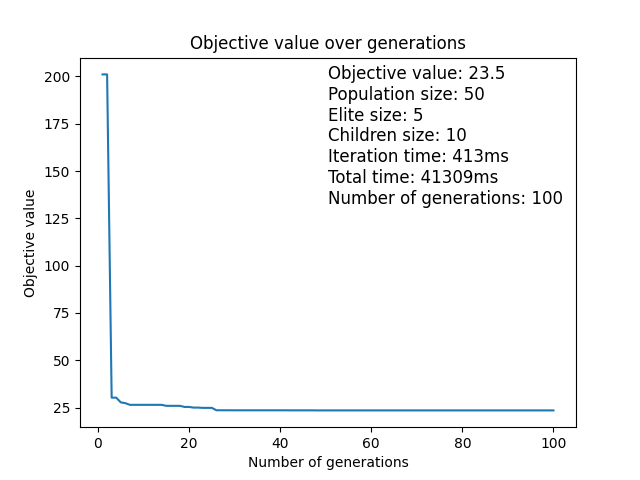 Objective value over generations
Objective value: 23.5
Population size: 50
Elite size: 5
Children size: 10
Iteration time: 413ms
Total time: 41309ms
Number of generations: 100
200
175
150
125
100
75
50
25
Objective value
0 20 40 60 80 100
Number of generations